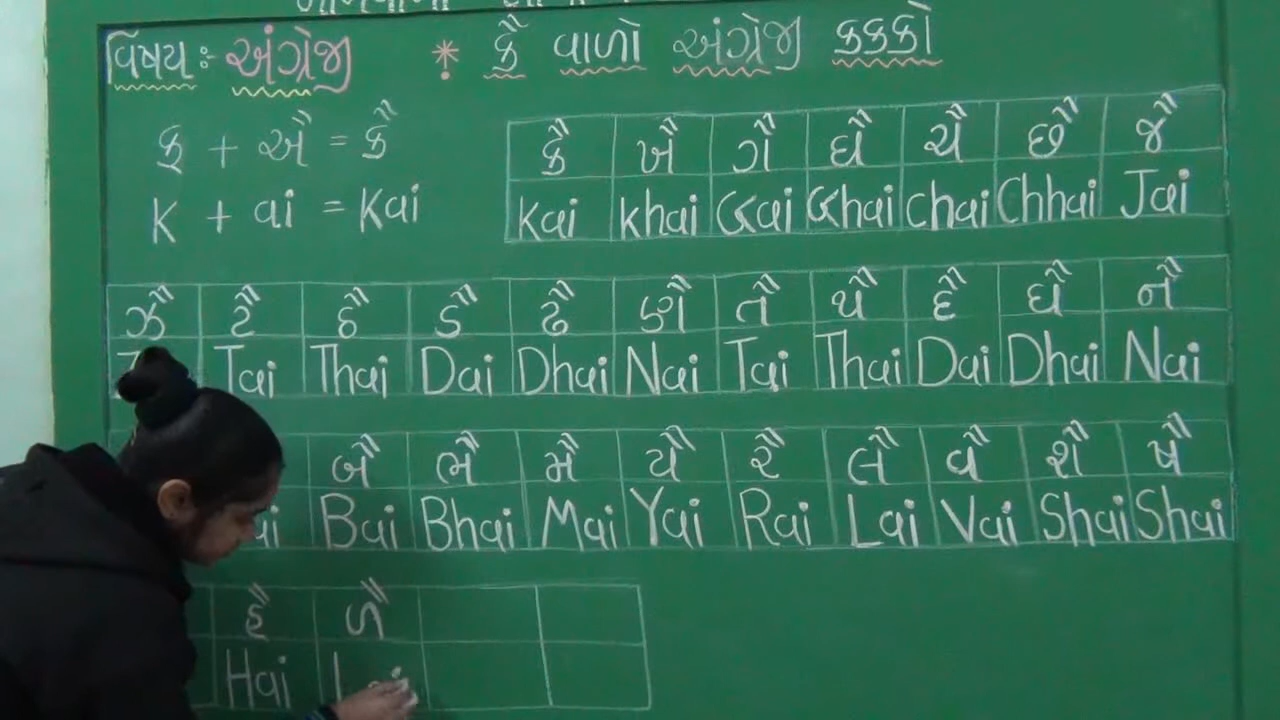 વિષય: અંગ્રેજી * કૈ વાળો અંગ્રેજી કક્કો
ક + ઐ = કૈ
K + ai = Kai
કૈ ખૈ ગૈ ઘૈ ચૈ છૈ જૈ
Kai Khai Gai Ghai Chai Chhai Jai
ઝૈ ટૈ ઠૈ ડૈ ઢૈ ણૈ તૈ થૈ દૈ ધૈ નૈ
Tai Thai Dai Dhai Nai Tai Thai Dai Dhai Nai
બૈ ભૈ મૈ યૈ રૈ લૈ વૈ શૈ ષૈ
Bai Bhai Mai Yai Rai Lai Vai Shai Shai
હૈ ળૈ
Hai